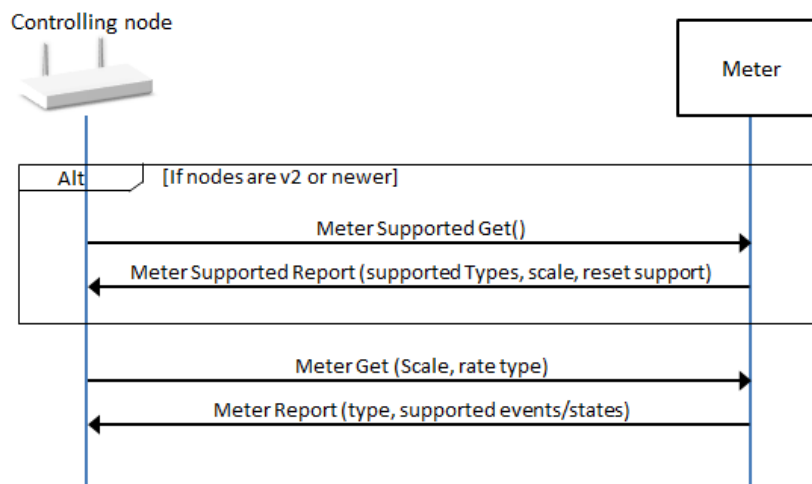 Controlling node
Meter
Alt
[If nodes are v2 or newer]
Meter Supported Get()
Meter Supported Report (supported Types, scale, reset support)
Meter Get (Scale, rate type)
Meter Report (type, supported events/states)